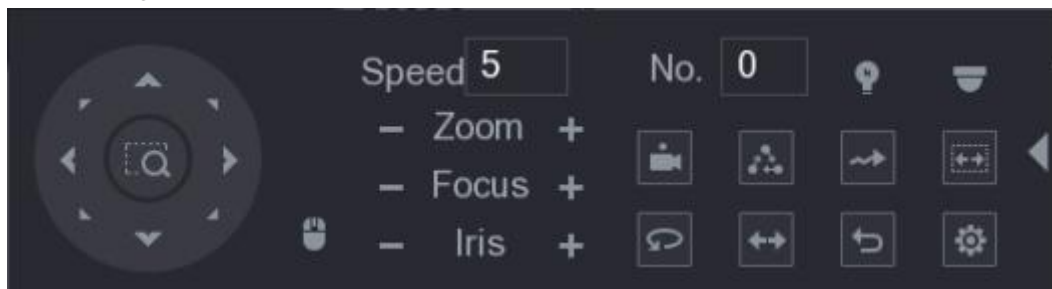 Speed 5 No. 0
– Zoom +
– Focus +
– Iris +